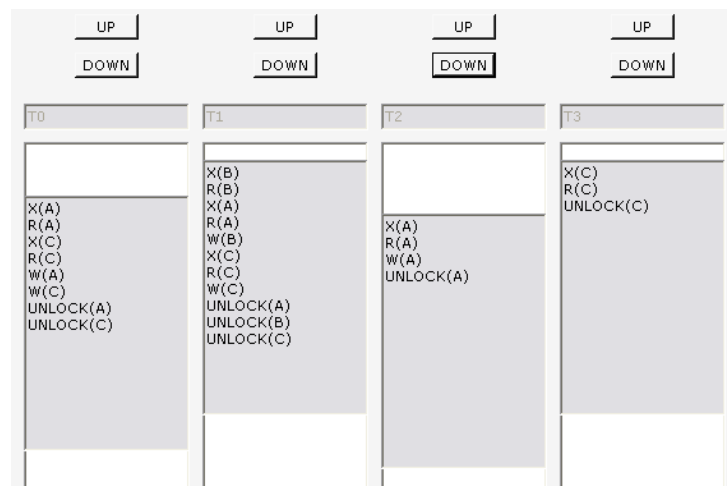 UP UP UP UP
DOWN DOWN DOWN DOWN
T0 T1 T2 T3
X(A)
R(A)
X(C)
R(C)
W(A)
W(C)
UNLOCK(A)
UNLOCK(C)
X(B)
R(B)
X(A)
R(A)
W(B)
X(C)
R(C)
W(C)
UNLOCK(A)
UNLOCK(B)
UNLOCK(C)
X(A)
R(A)
W(A)
UNLOCK(A)
X(C)
R(C)
UNLOCK(C)